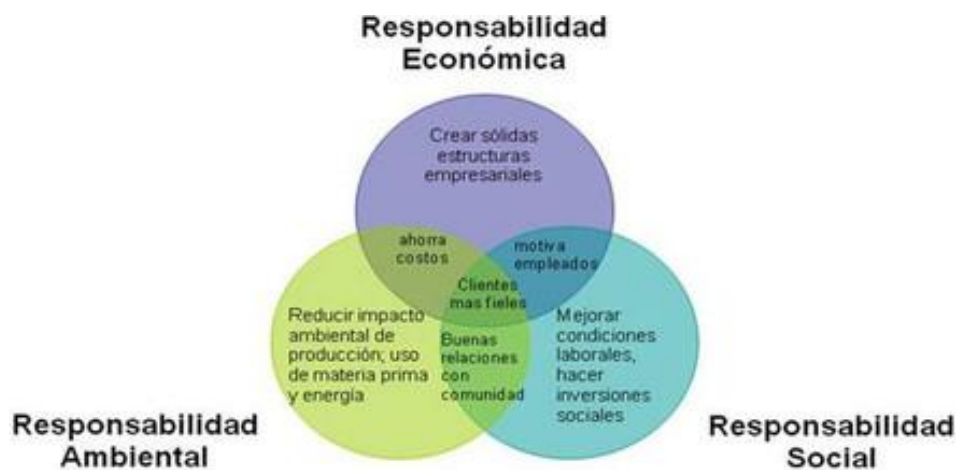 Responsabilidad
Económica
Crear sólidas
estructuras
empresariales
ahorra
costos
motiva
empleados
Clientes
mas fieles
Reducir impacto
ambiental de
producción; uso
de materia prima
y energía
Buenas
relaciones
con
comunidad
Mejorar
condiciones
laborales,
hacer
inversiones
sociales
Responsabilidad
Ambiental
Responsabilidad
Social